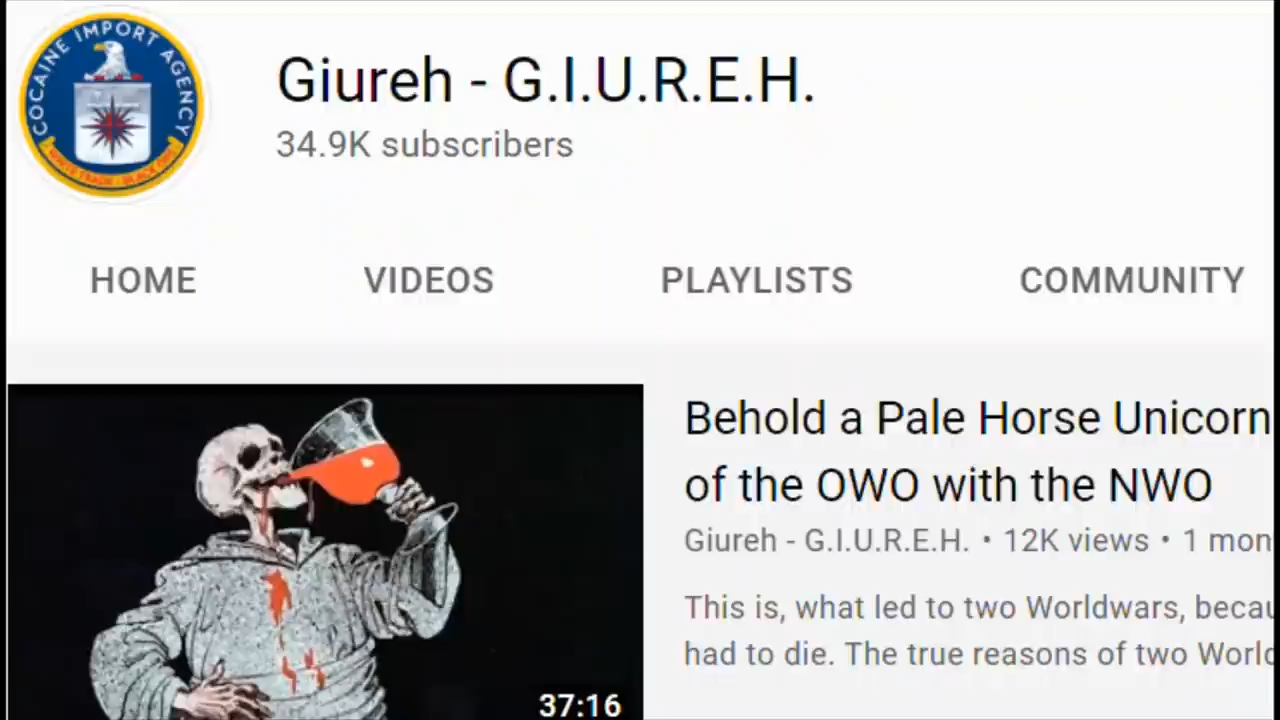 COCAINE IMPORT AGENCY
Giureh - G.I.U.R.E.H.
34.9K subscribers
HOME VIDEOS PLAYLISTS COMMUNITY
Behold a Pale Horse Unicorn
of the OWO with the NWO
Giureh - G.I.U.R.E.H. • 12K views • 1 mon
This is, what led to two Worldwars, becau
had to die. The true reasons of two World
37:16